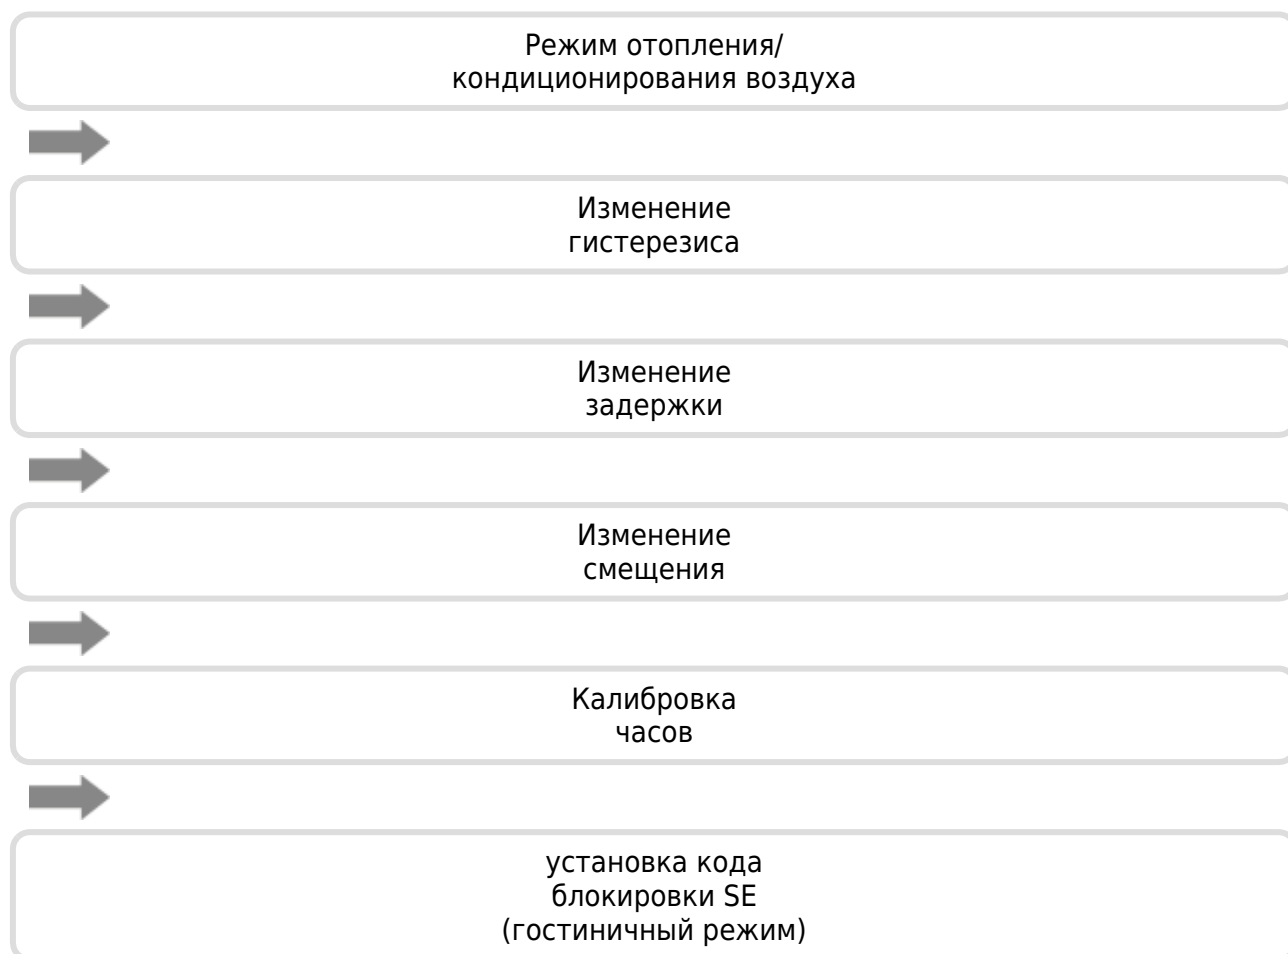 Режим отопления/
кондиционирования воздуха
Изменение
гистерезиса
Изменение
задержки
Изменение
смещения
Калибровка
часов
установка кода
блокировки SE
(гостиничный режим)